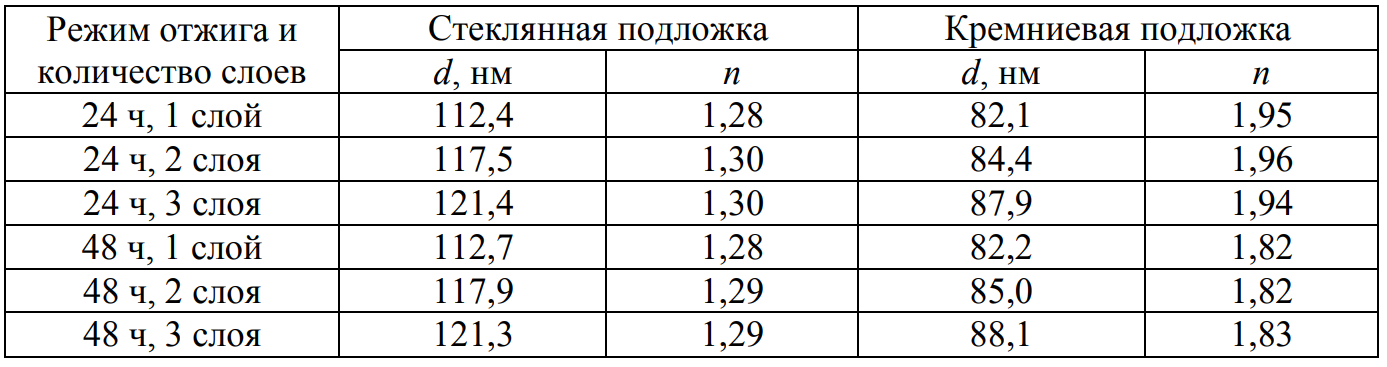 Режим отжига и количество слоев Стеклянная подложка Кремниевая подложка
d, нм n d, нм n
24 ч, 1 слой 112,4 1,28 82,1 1,95
24 ч, 2 слоя 117,5 1,30 84,4 1,96
24 ч, 3 слоя 121,4 1,30 87,9 1,94
48 ч, 1 слой 112,7 1,28 82,2 1,82
48 ч, 2 слоя 117,9 1,29 85,0 1,82
48 ч, 3 слоя 121,3 1,29 88,1 1,83